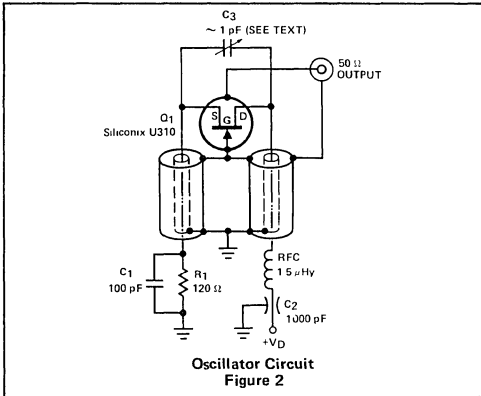 C3
~ 1 pF (SEE TEXT)
50 Ω
OUTPUT
Q1
Siliconix U310
S G D
C1
100 pF
R1
120 Ω
RFC
1 5 μHy
C2
1000 pF
+VD
Oscillator Circuit
Figure 2